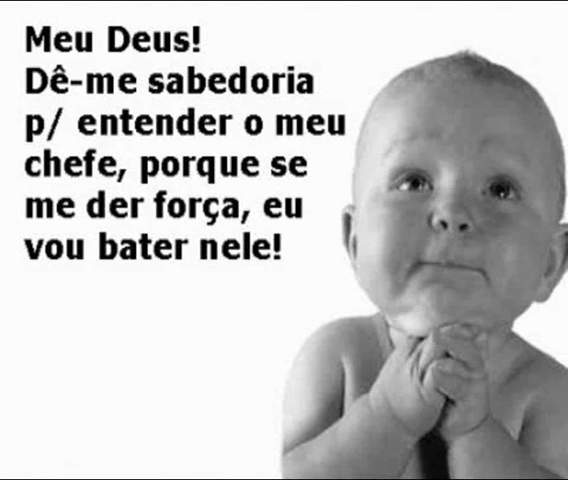 Meu Deus!
Dê-me sabedoria
p/ entender o meu
chefe, porque se
me der força, eu
vou bater nele!